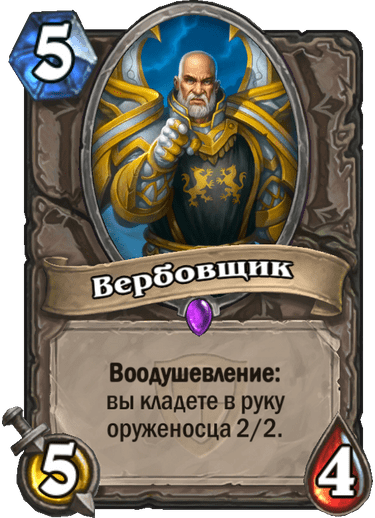 5
Вербовщик
Воодушевление:
вы кладете в руку
оруженосца 2/2.
5
4